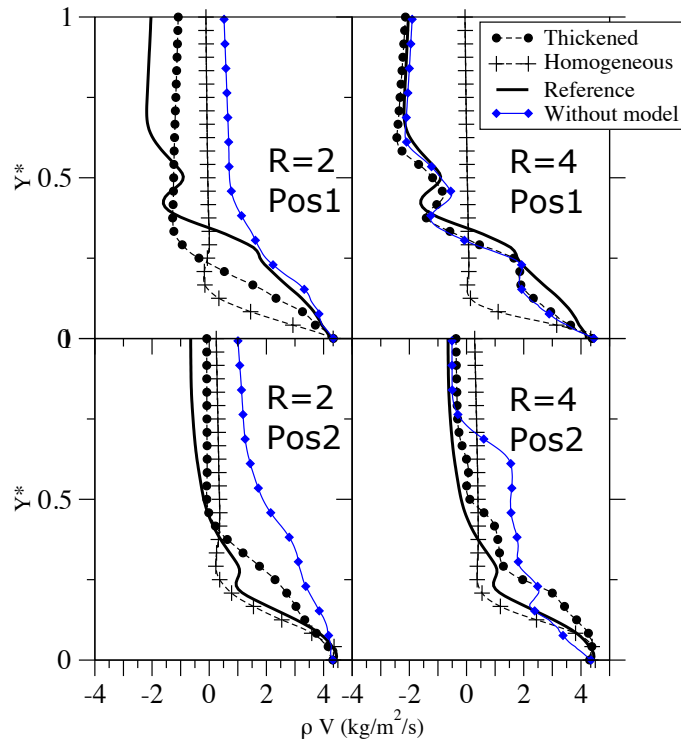 1
Thickened
Homogeneous
Reference
Without model
R=2
Pos1
R=4
Pos1
Y*
0.5
0
1
R=2
Pos2
R=4
Pos2
Y*
0.5
0
-4 -2 0 2 4 -2 0 2 4
ρ V (kg/m²/s)